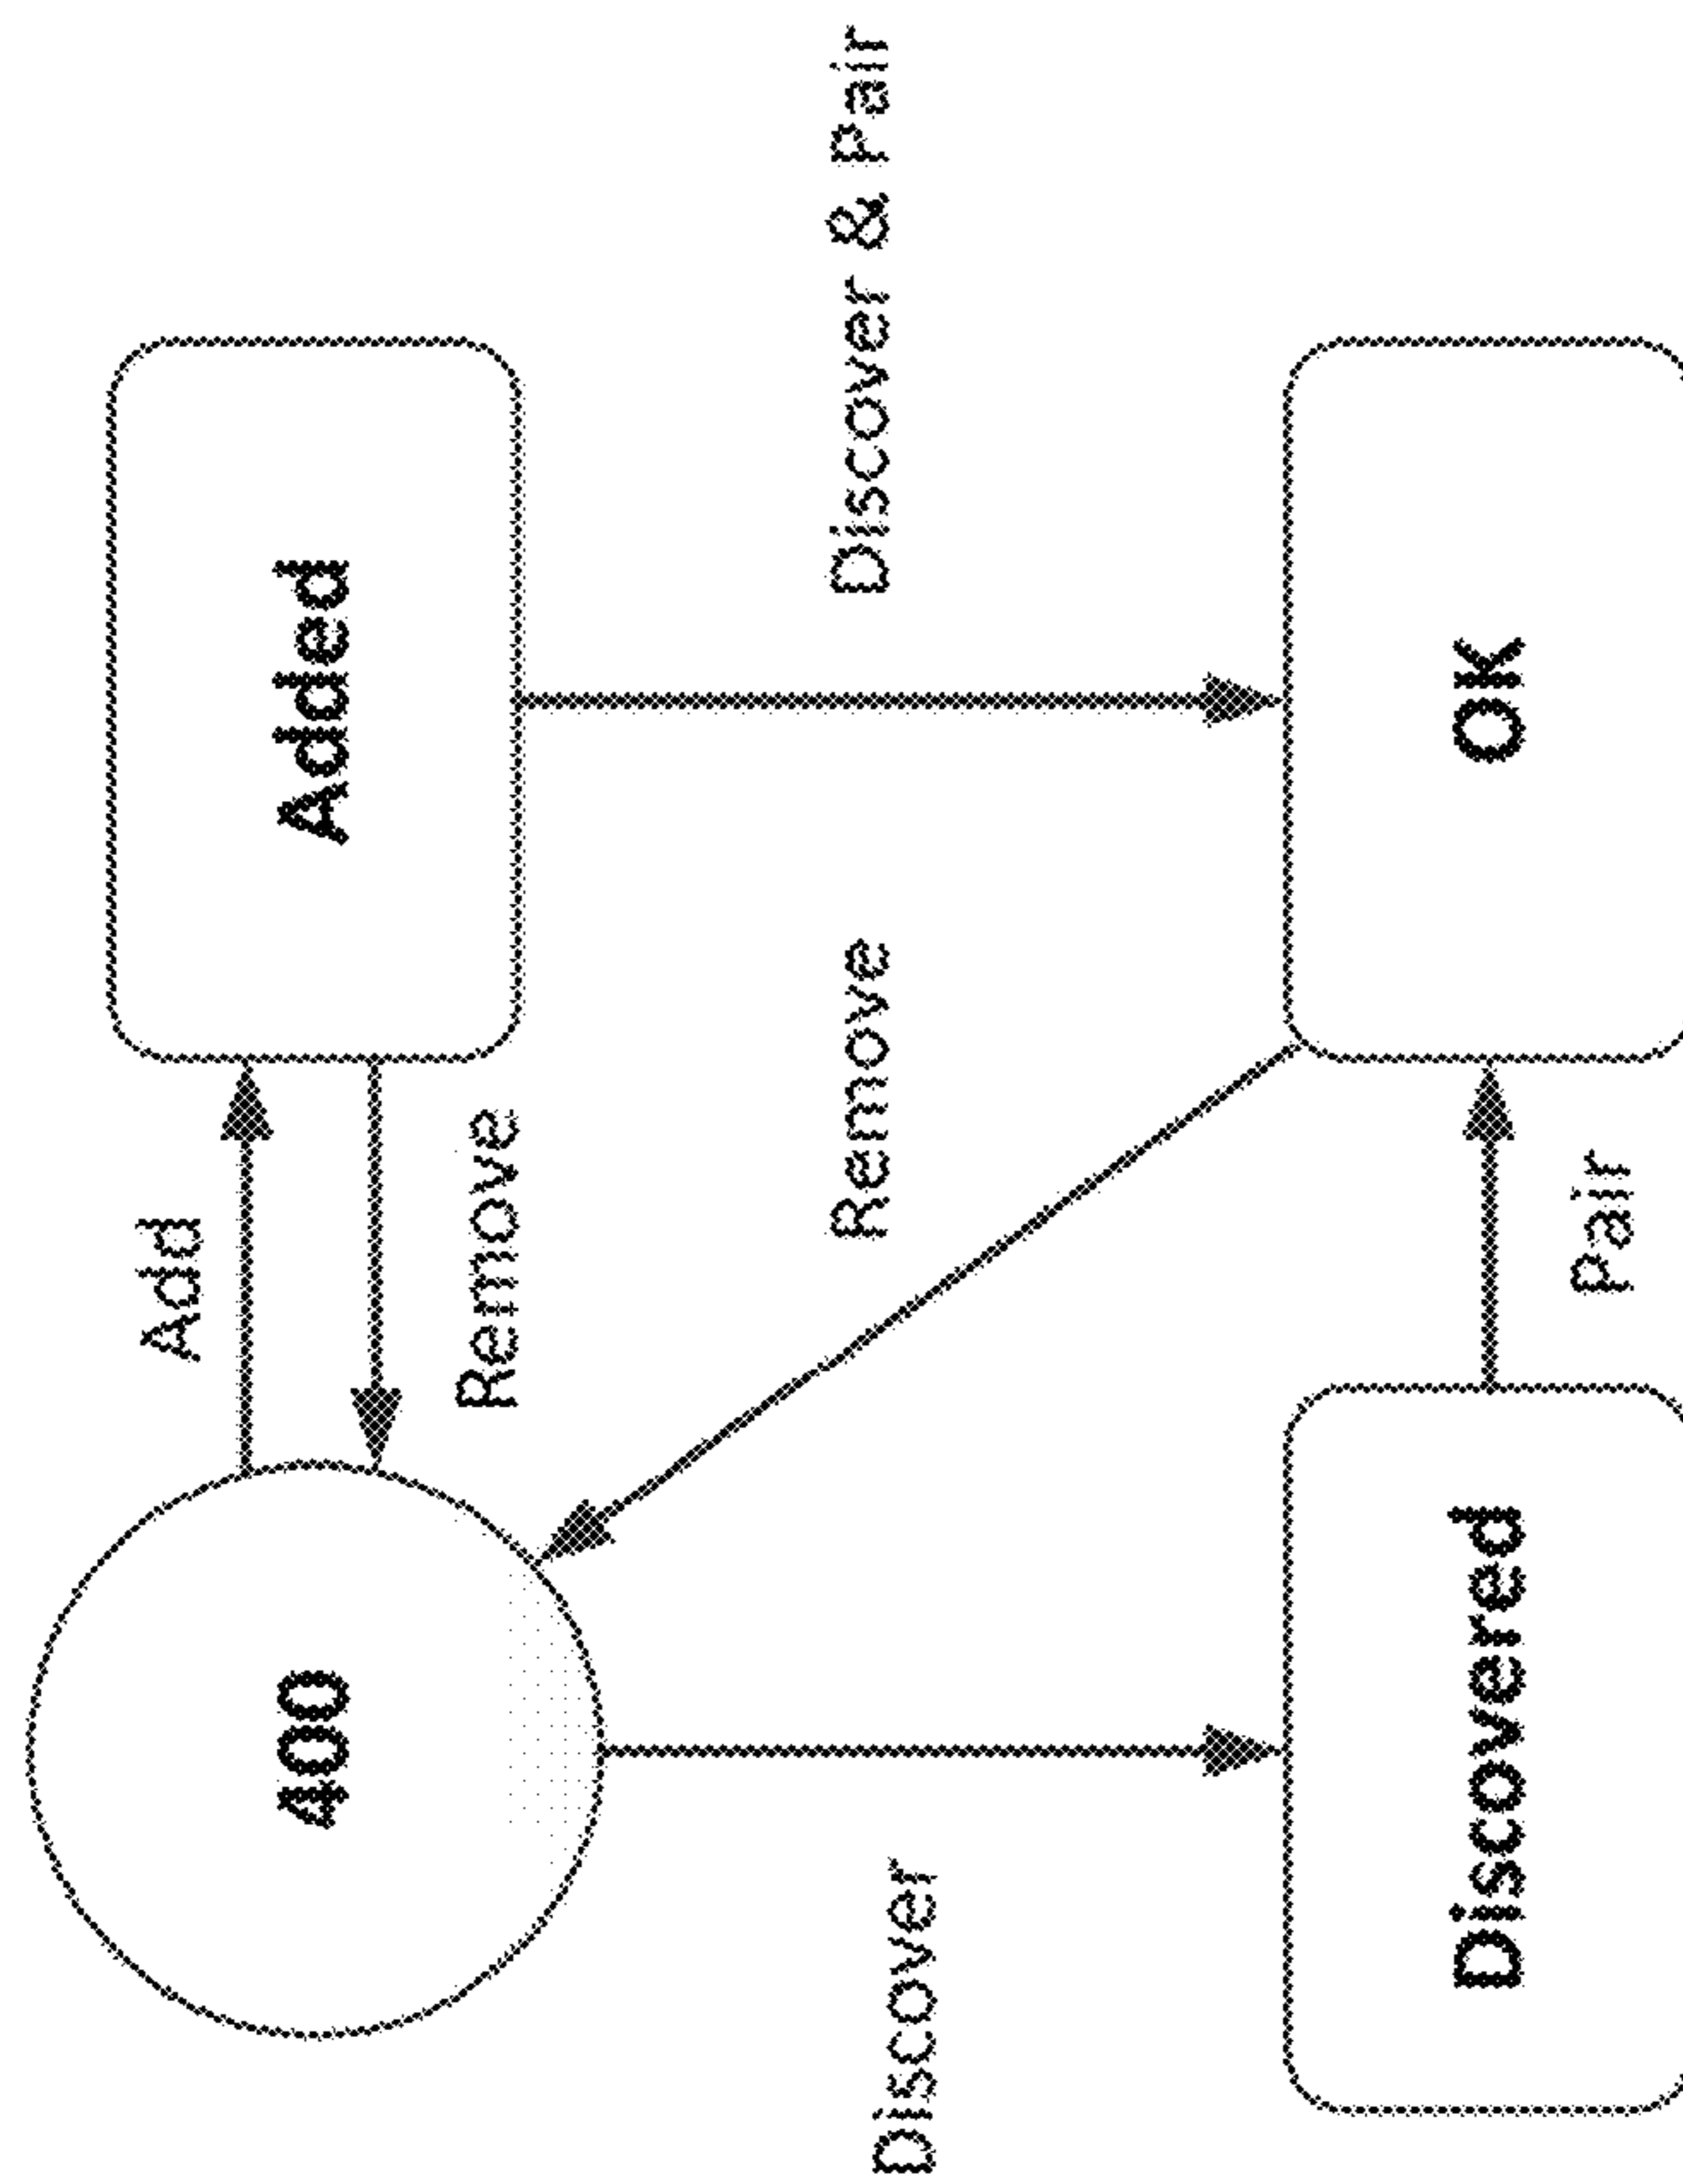 Add
400
Added
Remove
Remove
Discover
Discover & Pair
Discovered
OK
Pair